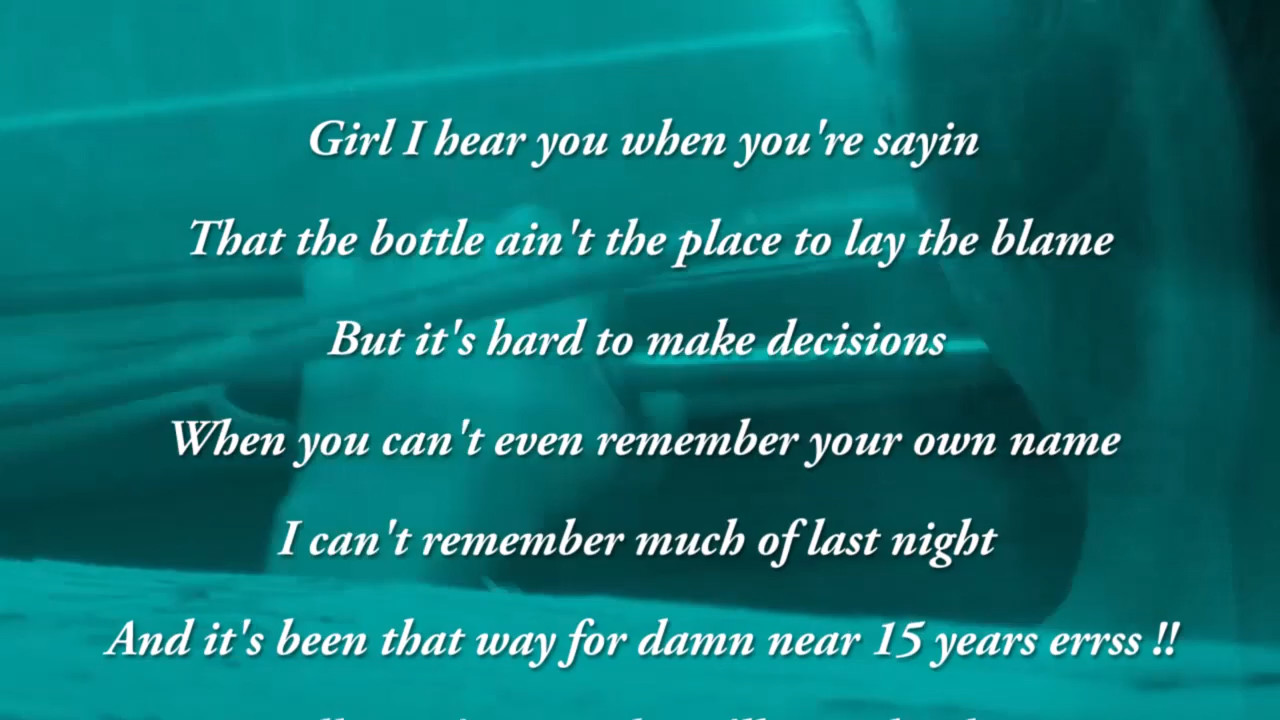 Girl I hear you when you're sayin
That the bottle ain't the place to lay the blame
But it's hard to make decisions
When you can't even remember your own name
I can't remember much of last night
And it's been that way for damn near 15 years errss !!